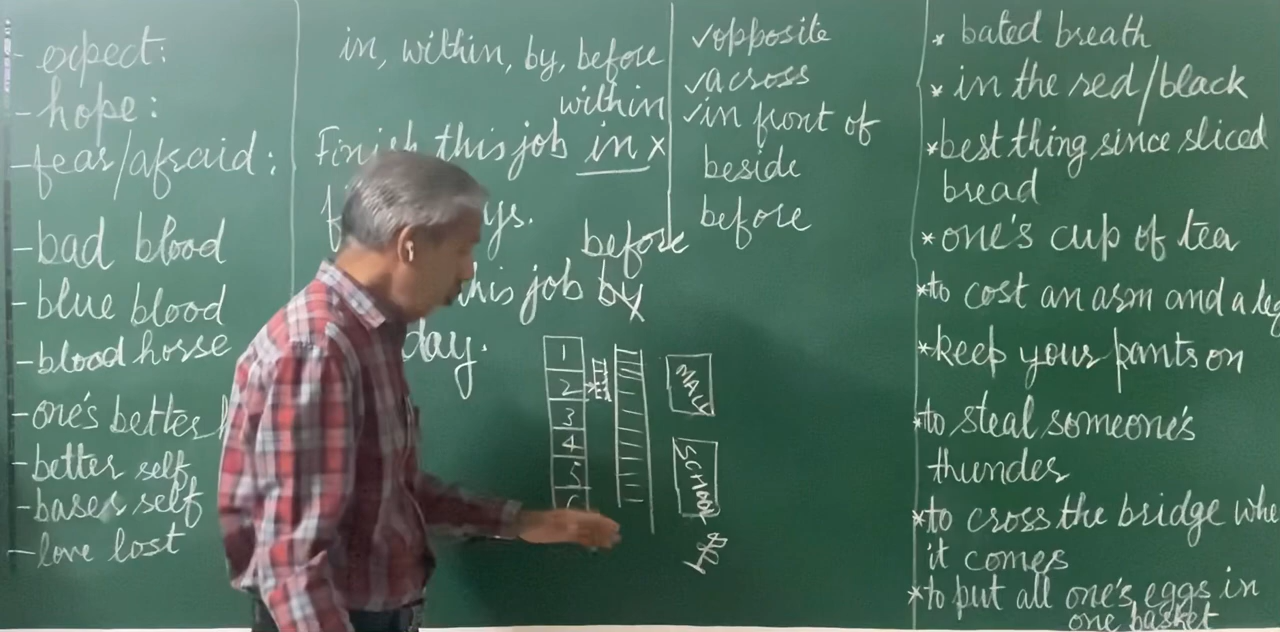 - expect:
- hope:
- fear/afraid:
- bad blood
- blue blood
- blood horse
- one's better
- better self
- baser self
- love lost
in, within, by, before
within
Finish this job in x
before
this job by
day.
1
2
3
4
5
MALL
SCHOOL
✓opposite
✓across
✓in front of
beside
before
* bated breath
* in the red/black
*best thing since sliced
bread
*one's cup of tea
*to cost an arm and a leg
*keep your pants on
*to steal someone's
thunder
*to cross the bridge whe
it comes
*to put all one's eggs in
one basket